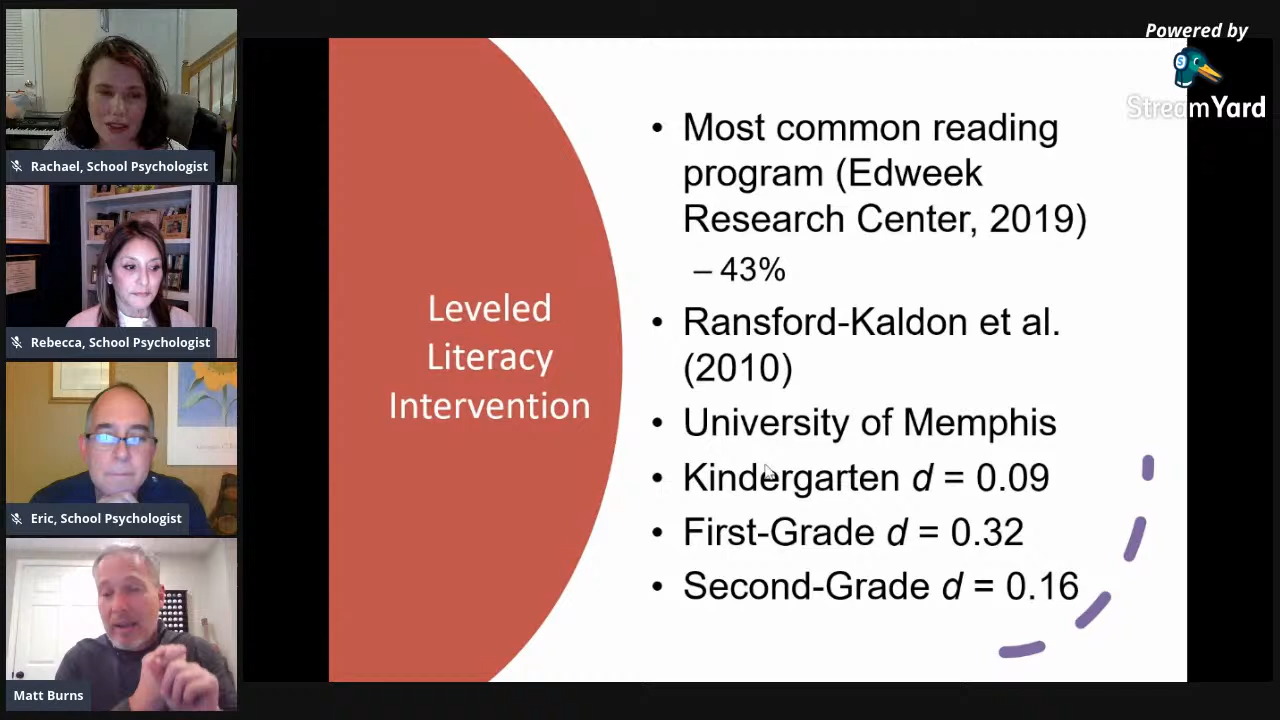 Powered by
StreamYard
Rachael, School Psychologist
Rebecca, School Psychologist
Eric, School Psychologist
Matt Burns
Leveled
Literacy
Intervention
• Most common reading
program (Edweek
Research Center, 2019)
– 43%
• Ransford-Kaldon et al.
(2010)
• University of Memphis
• Kindergarten d = 0.09
• First-Grade d = 0.32
• Second-Grade d = 0.16